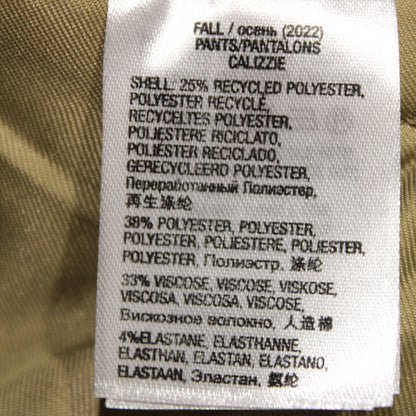 FALL / осень (2022)
PANTS/PANTALONS
CALIZZIE
SHELL: 25% RECYCLED POLYESTER,
POLYESTER RECYCLÉ,
RECYCELTES POLYESTER,
POLIESTERE RICICLATO,
POLIESTER RECICLADO,
GERECYCLEERD POLYESTER,
Переработанный Полиэстер,
再生涤纶
38% POLYESTER, POLYESTER,
POLYESTER, POLIESTERE, POLIESTER,
POLYESTER, Полиэстр, 涤纶
33% VISCOSE, VISCOSE, VISKOSE,
VISCOSA, VISCOSA, VISCOSE,
Вискозное волокно, 人造棉
4%ELASTANE, ELASTHANNE,
ELASTHAN, ELASTAN, ELASTANO,
ELASTAAN, Эластан, 氨纶